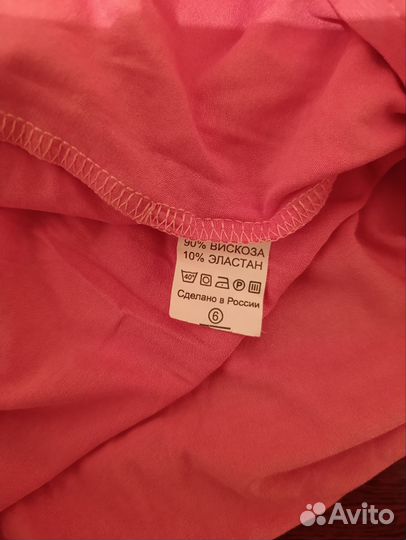 90% ВИСКОЗА
10% ЭЛАСТАН
40°
P
Сделано в России
6
Avito